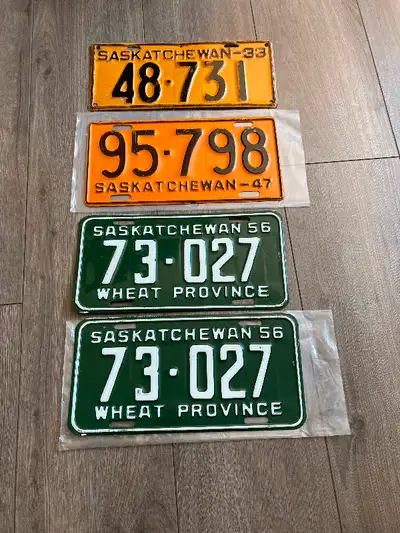 SASKATCHEWAN-33
48·731
95·798
SASKATCHEWAN-47
SASKATCHEWAN 56
73·027
WHEAT PROVINCE
SASKATCHEWAN 56
73·027
WHEAT PROVINCE